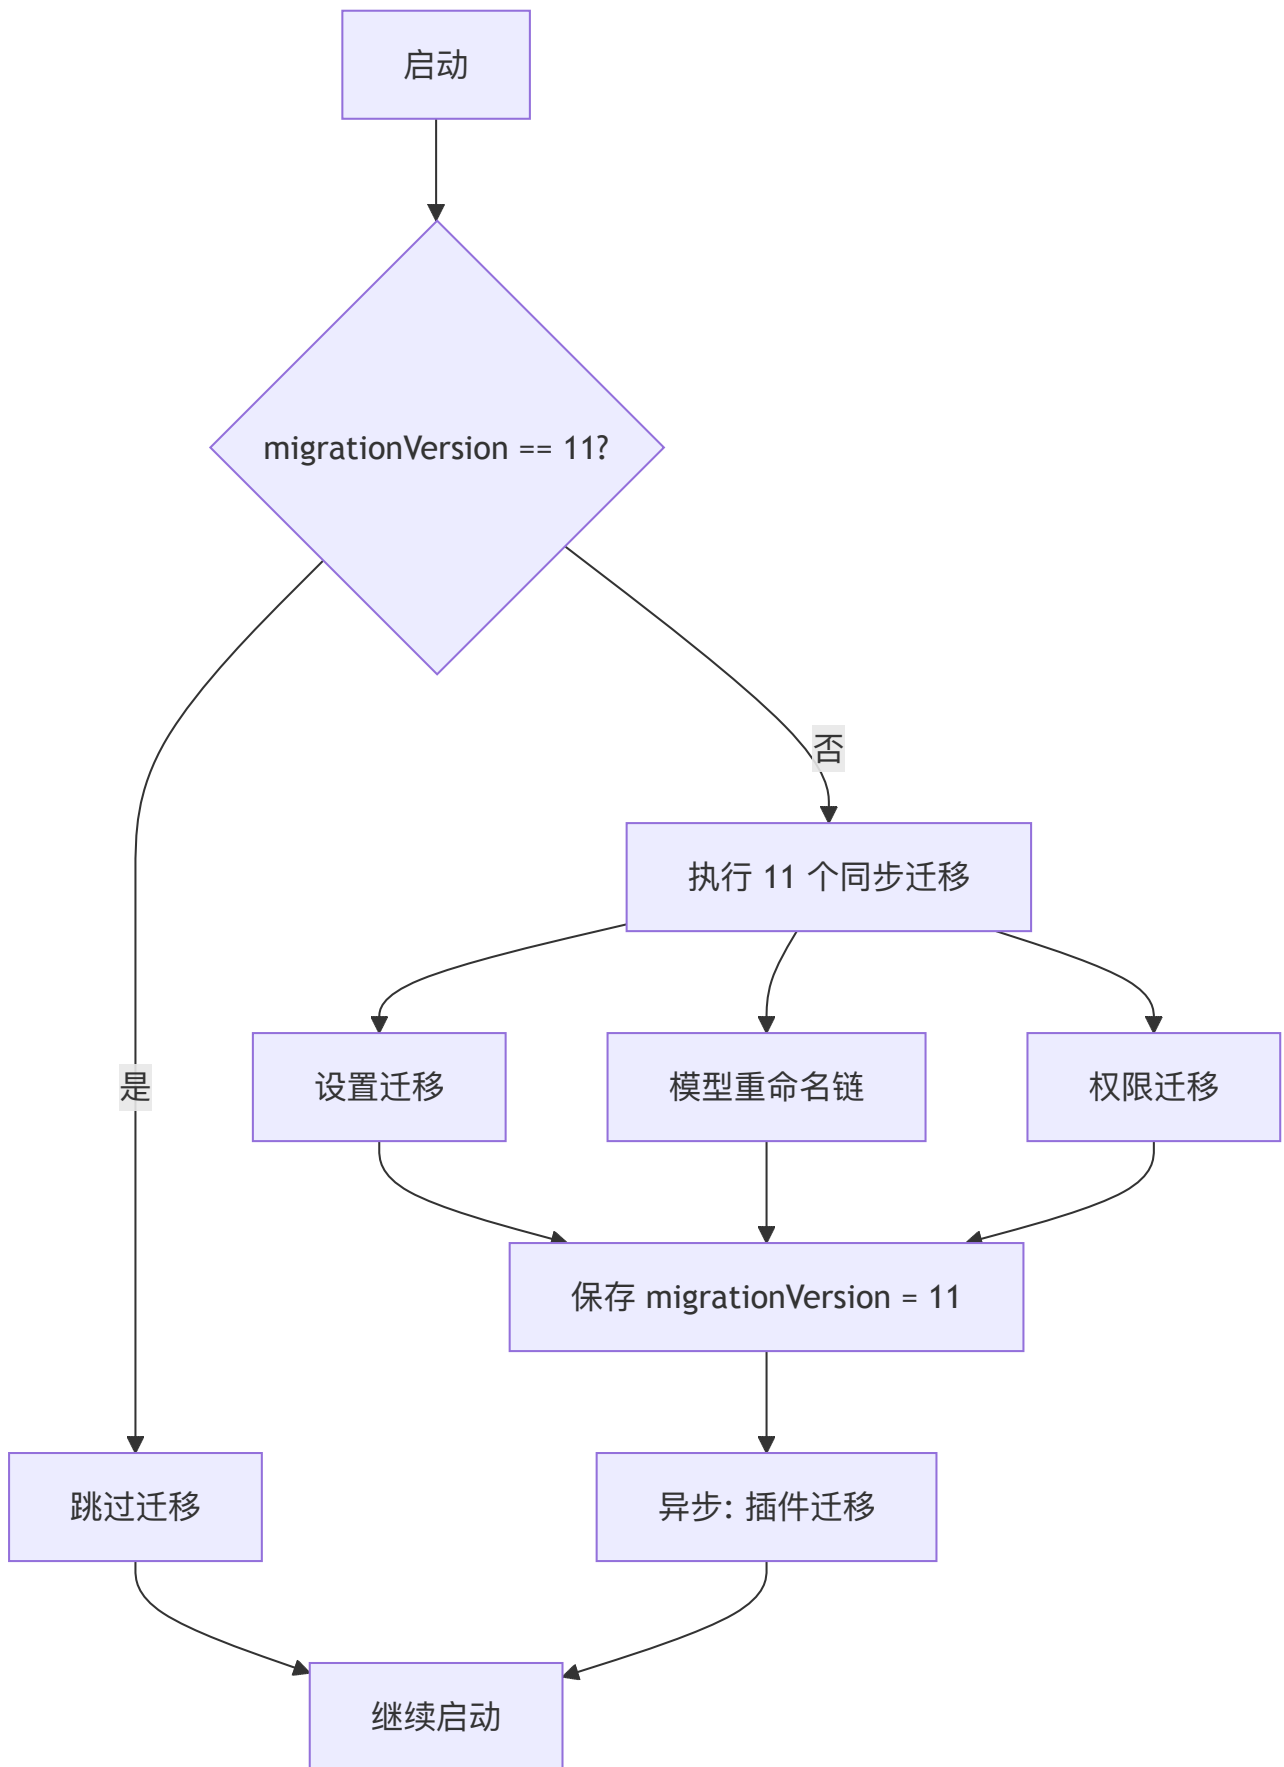 启动
migrationVersion == 11?
否
执行 11 个同步迁移
设置迁移
模型重命名链
权限迁移
是
保存 migrationVersion = 11
跳过迁移
异步: 插件迁移
继续启动